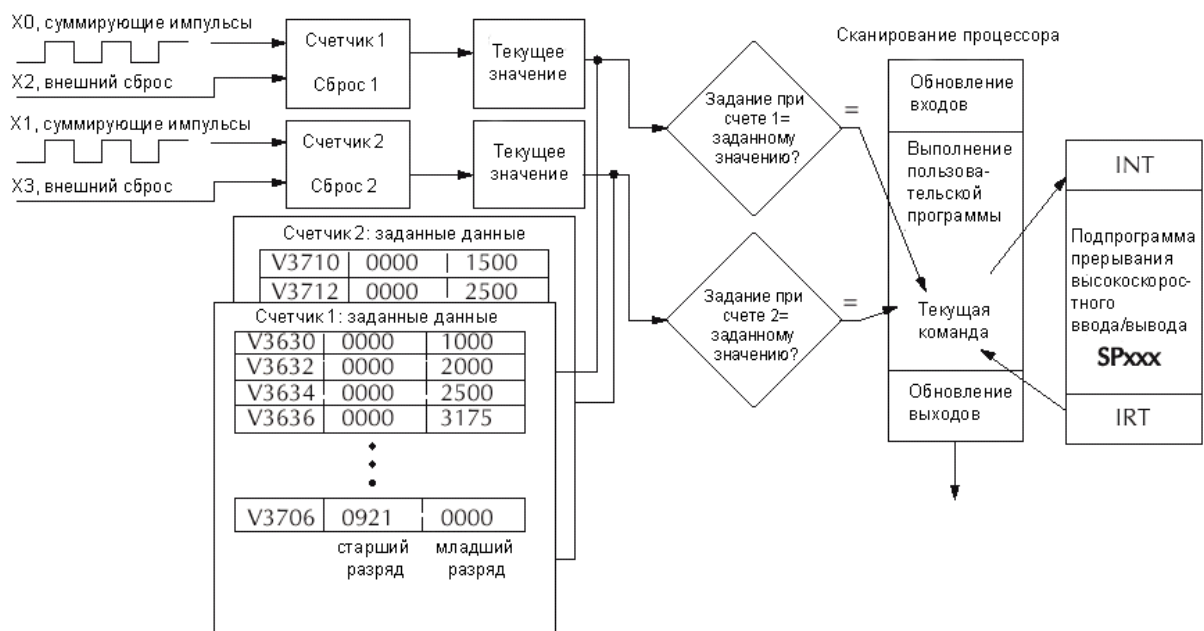 X0, суммирующие импульсы
X2, внешний сброс
X1, суммирующие импульсы
X3, внешний сброс
Счетчик 1
Сброс 1
Текущее
значение
Счетчик 2
Сброс 2
Текущее
значение
Счетчик 2: заданные данные
V3710 0000 1500
V3712 0000 2500
Счетчик 1: заданные данные
V3630 0000 1000
V3632 0000 2000
V3634 0000 2500
V3636 0000 3175
V3706 0921 0000
старший
разряд
младший
разряд
Задание при
счете 1=
заданному
значению?
=
Задание при
счете 2=
заданному
значению?
=
Сканирование процессора
Обновление
входов
Выполнение
пользова-
тельской
программы
Текущая
команда
Обновление
выходов
INT
Подпрограмма
прерывания
высокоскорос-
тного
ввода/вывода
SPxxx
IRT